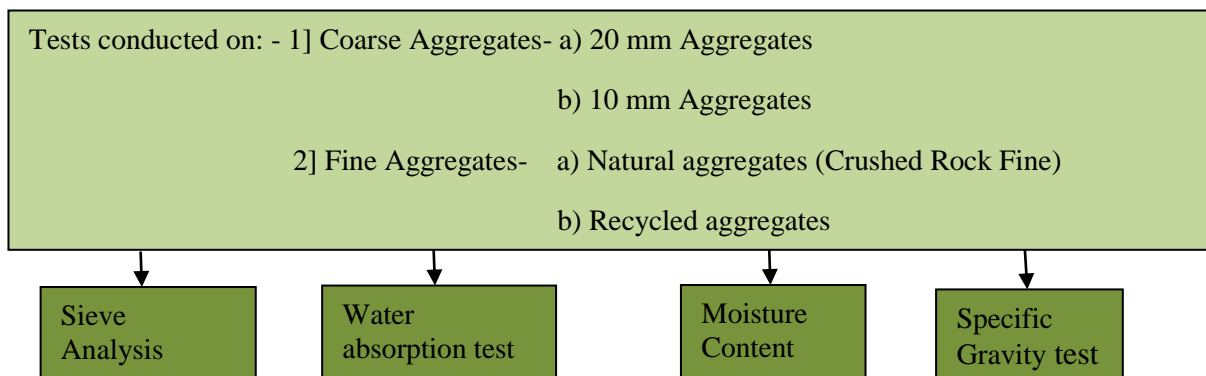 Tests conducted on: - 1] Coarse Aggregates- a) 20 mm Aggregates
b) 10 mm Aggregates
2] Fine Aggregates- a) Natural aggregates (Crushed Rock Fine)
b) Recycled aggregates
Sieve
Analysis
Water
absorption test
Moisture
Content
Specific
Gravity test